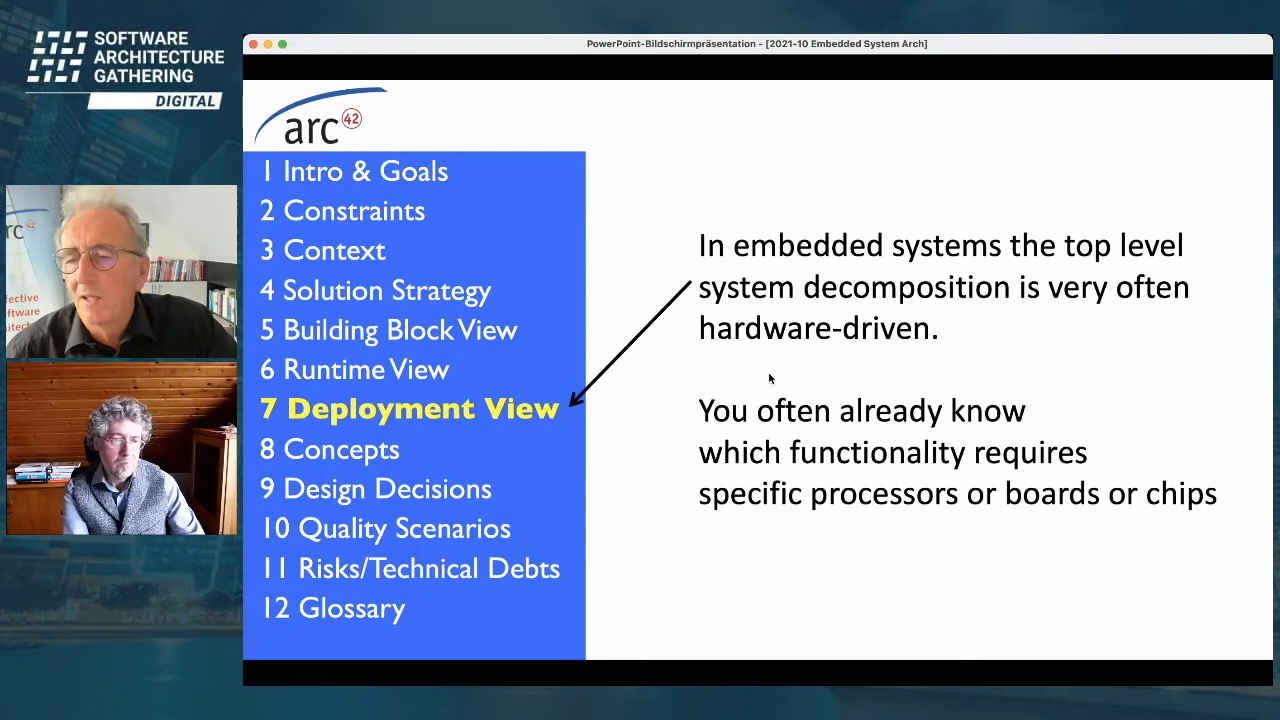 SOFTWARE
ARCHITECTURE
GATHERING
DIGITAL
PowerPoint-Bildschirmpräsentation - [2021-10 Embedded System Arch]
arc42
1 Intro & Goals
2 Constraints
3 Context
4 Solution Strategy
5 Building Block View
6 Runtime View
7 Deployment View
8 Concepts
9 Design Decisions
10 Quality Scenarios
11 Risks/Technical Debts
12 Glossary
In embedded systems the top level
system decomposition is very often
hardware-driven.
You often already know
which functionality requires
specific processors or boards or chips
rc 42